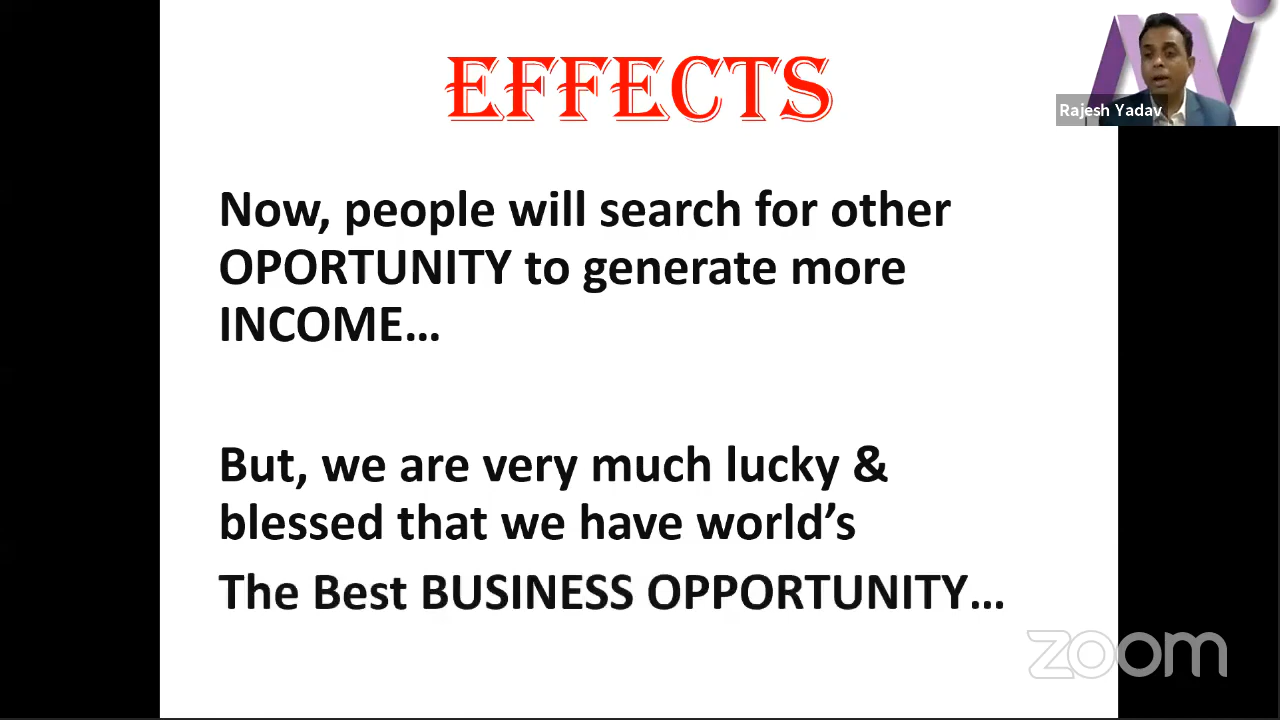 EFFECTS
Rajesh Yadav
Now, people will search for other
OPORTUNITY to generate more
INCOME…
But, we are very much lucky &
blessed that we have world’s
The Best BUSINESS OPPORTUNITY…
zoom